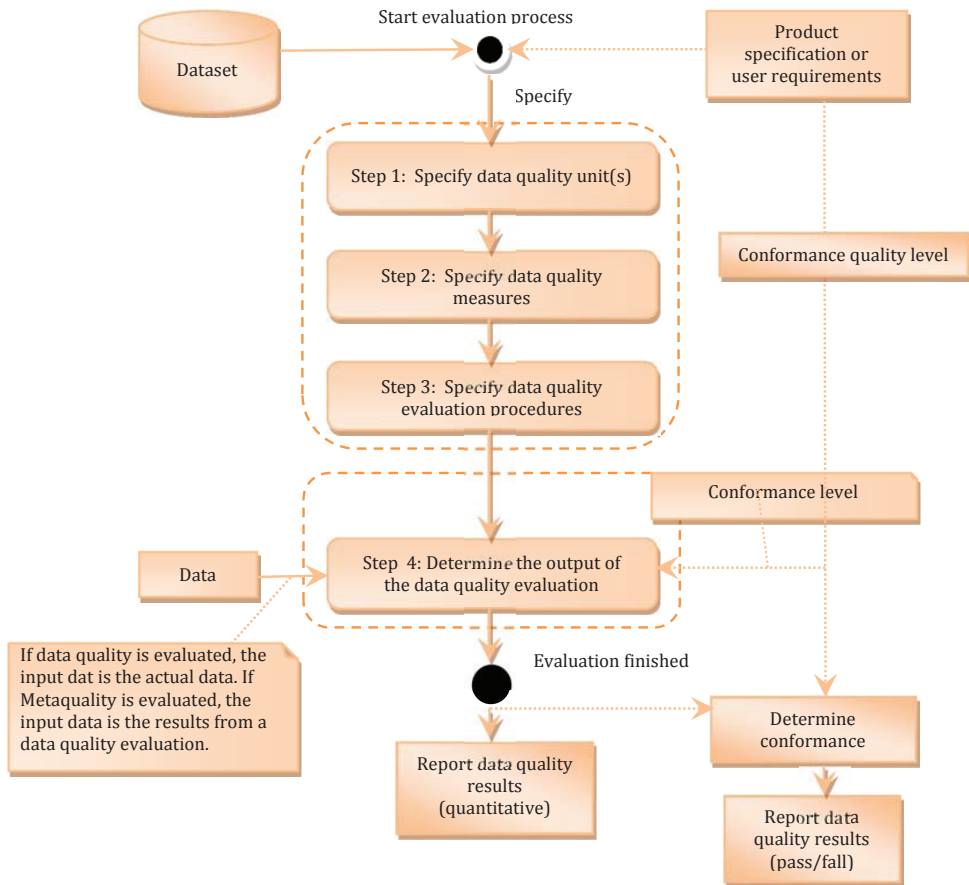 Start evaluation process
Dataset
Product
specification or
user requirements
Specify
Step 1: Specify data quality unit(s)
Step 2: Specify data quality
measures
Conformance quality level
Step 3: Specify data quality
evaluation procedures
Conformance level
Step 4: Determine the output of
the data quality evaluation
Data
If data quality is evaluated, the
input dat is the actual data. If
Metaquality is evaluated, the
input data is the results from a
data quality evaluation.
Evaluation finished
Determine
conformance
Report data quality
results
(quantitative)
Report data
quality results
(pass/fall)